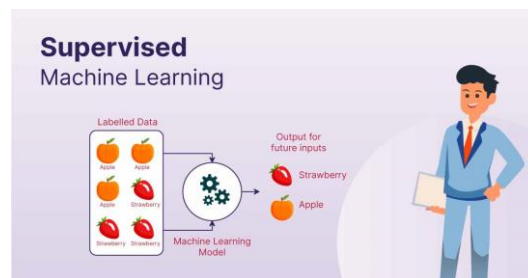 Supervised
Machine Learning
Labelled Data
Apple Apple
Apple Strawberry
Strawberry Strawberry
Machine Learning
Model
Output for
future inputs
Strawberry
Apple